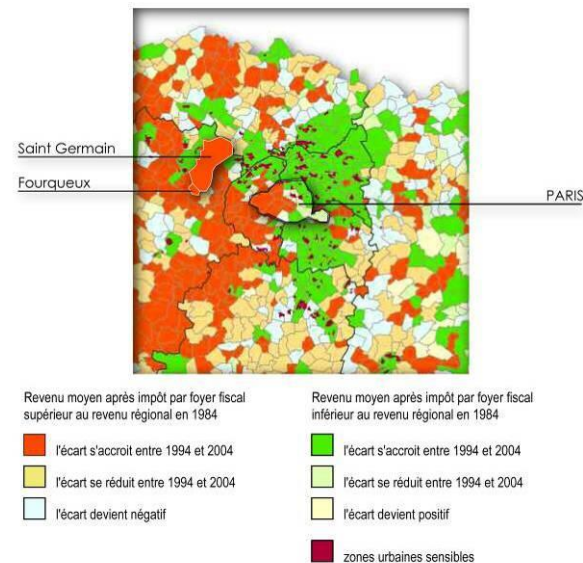 Saint Germain
Fourqueux
PARIS
Revenu moyen après impôt par foyer fiscal
supérieur au revenu régional en 1984
l'écart s'accroit entre 1994 et 2004
l'écart se réduit entre 1994 et 2004
l'écart devient négatif
Revenu moyen après impôt par foyer fiscal
inférieur au revenu régional en 1984
l'écart s'accroit entre 1994 et 2004
l'écart se réduit entre 1994 et 2004
l'écart devient positif
zones urbaines sensibles